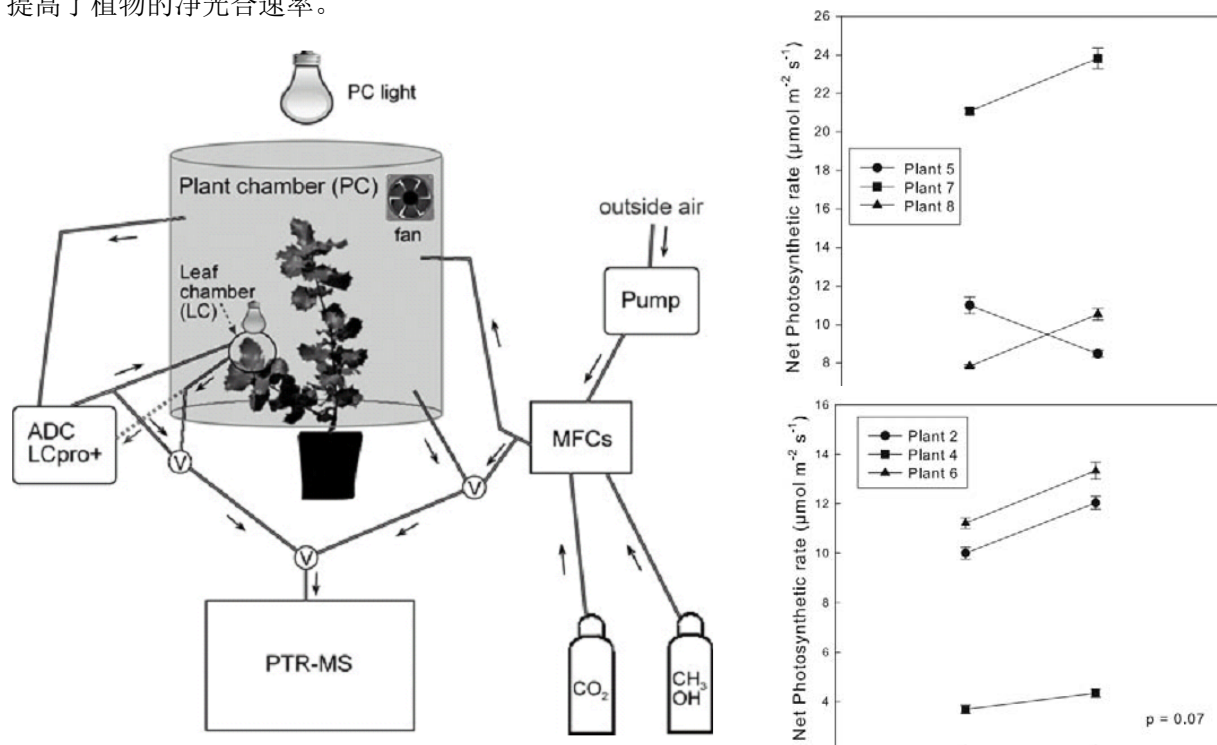 提高了植物的净光合速率。
PC light
Plant chamber (PC)
fan
Leaf
chamber
(LC)
outside air
Pump
ADC
LCpro+
MFCs
V
V
V
PTR-MS
CO₂
CH₃
OH
Net Photosynthetic rate (μmol m⁻² s⁻¹)
26
24
22
20
12
10
8
Plant 5
Plant 7
Plant 8
Net Photosynthetic rate (μmol m⁻² s⁻¹)
16
14
12
10
8
6
4
Plant 2
Plant 4
Plant 6
p = 0.07